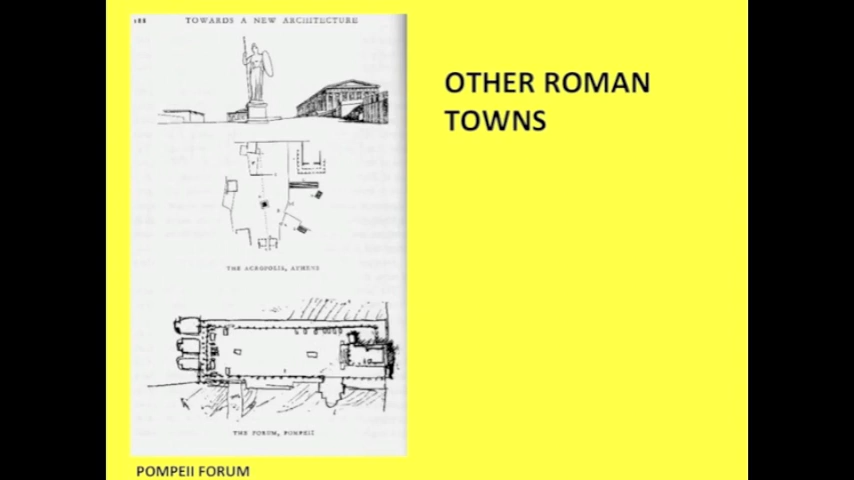 188 TOWARDS A NEW ARCHITECTURE
OTHER ROMAN
TOWNS
THE ACROPOLIS, ATHENS
THE FORUM, POMPEII
POMPEII FORUM